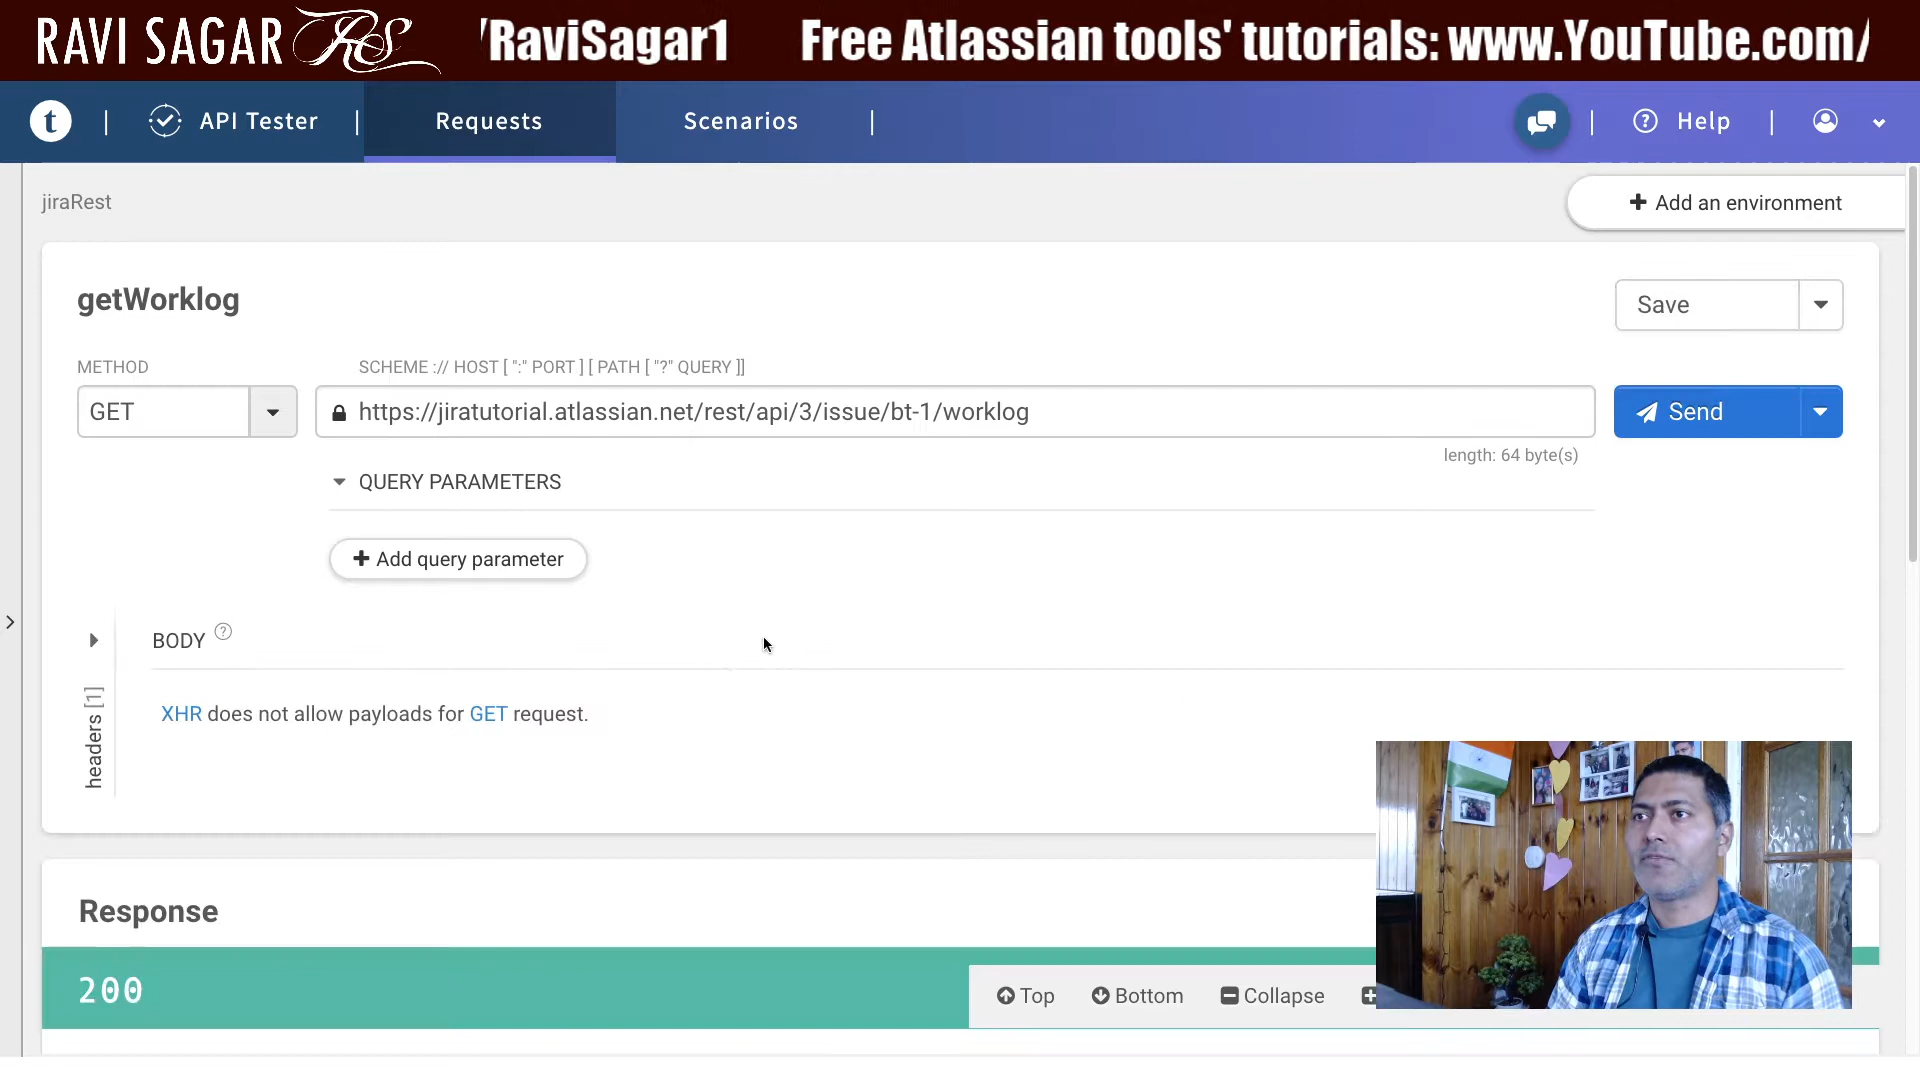 RAVI SAGAR RS 'RaviSagar1 Free Atlassian tools' tutorials: www.YouTube.com/
t | API Tester | Requests Scenarios | | Help |
jiraRest
+ Add an environment
getWorklog
Save
METHOD SCHEME :// HOST [ ":" PORT ] [ PATH [ "?" QUERY ]]
GET https://jiratutorial.atlassian.net/rest/api/3/issue/bt-1/worklog Send
length: 64 byte(s)
QUERY PARAMETERS
+ Add query parameter
BODY ?
headers [1]
XHR does not allow payloads for GET request.
Response
200
Top Bottom Collapse